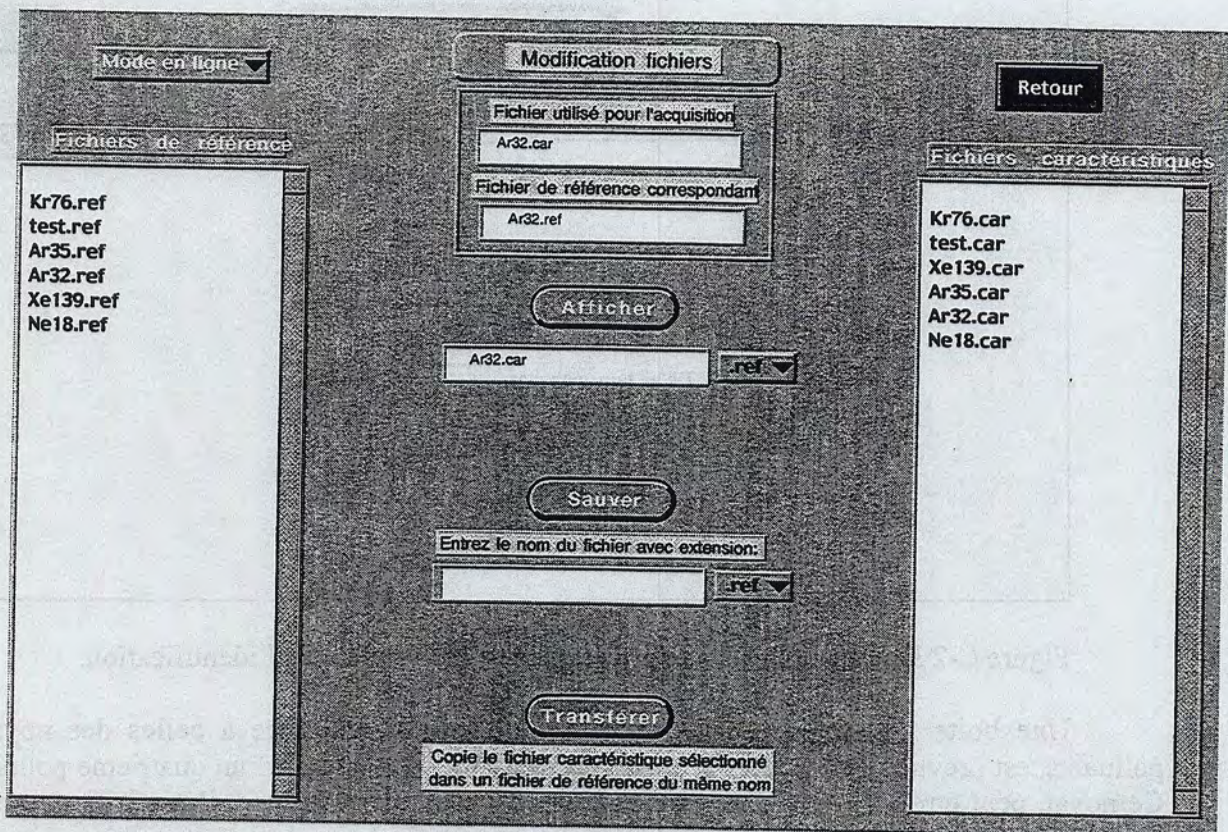 Mode en ligne
Modification fichiers
Retour
Fichiers de référence
Kr76.ref
test.ref
Ar35.ref
Ar32.ref
Xe139.ref
Ne18.ref
Fichier utilisé pour l'acquisition
Ar32.car
Fichier de référence correspondant
Ar32.ref
Afficher
Ar32.car
.ref
Sauver
Entrez le nom du fichier avec extension:
.ref
Transférer
Copie le fichier caractéristique sélectionné
dans un fichier de référence du même nom
Fichiers caractéristiques
Kr76.car
test.car
Xe139.car
Ar35.car
Ar32.car
Ne18.car